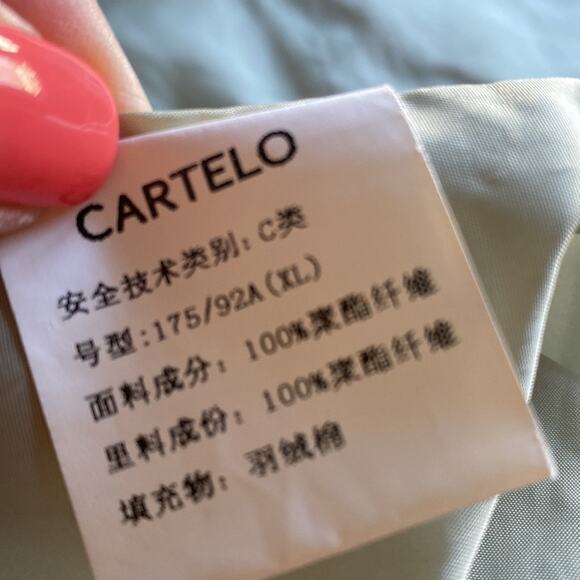 CARTELO
安全技术类别: C类
号型:175/92A(XL)
面料成分: 100%聚酯纤维
里料成份: 100%聚酯纤维
填充物: 羽绒棉